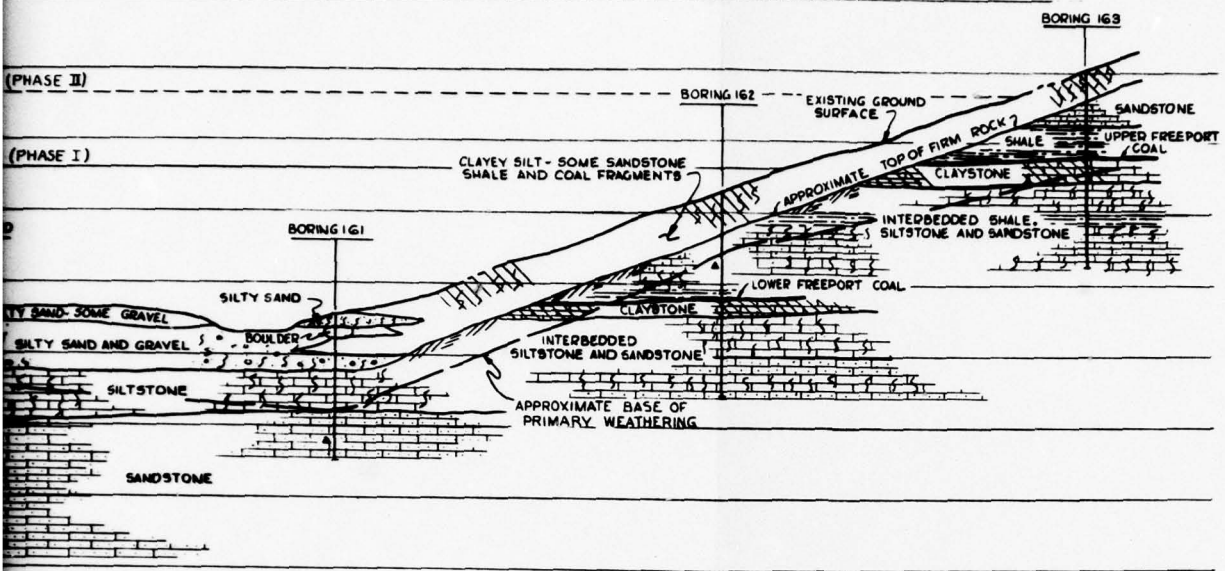 BORING 163
(PHASE II)
BORING 162
EXISTING GROUND
SURFACE
SANDSTONE
UPPER FREEPORT
COAL
SHALE
(PHASE I)
CLAYEY SILT - SOME SANDSTONE
SHALE AND COAL FRAGMENTS
APPROXIMATE TOP OF FIRM ROCK ?
CLAYSTONE
INTERBEDDED SHALE,
SILTSTONE AND SANDSTONE
BORING 161
LOWER FREEPORT COAL
SILTY SAND
CLAYSTONE
TY SAND-SOME GRAVEL
BOULDER
SILTY SAND AND GRAVEL
INTERBEDDED
SILTSTONE AND SANDSTONE
SILTSTONE
APPROXIMATE BASE OF
PRIMARY WEATHERING
SANDSTONE